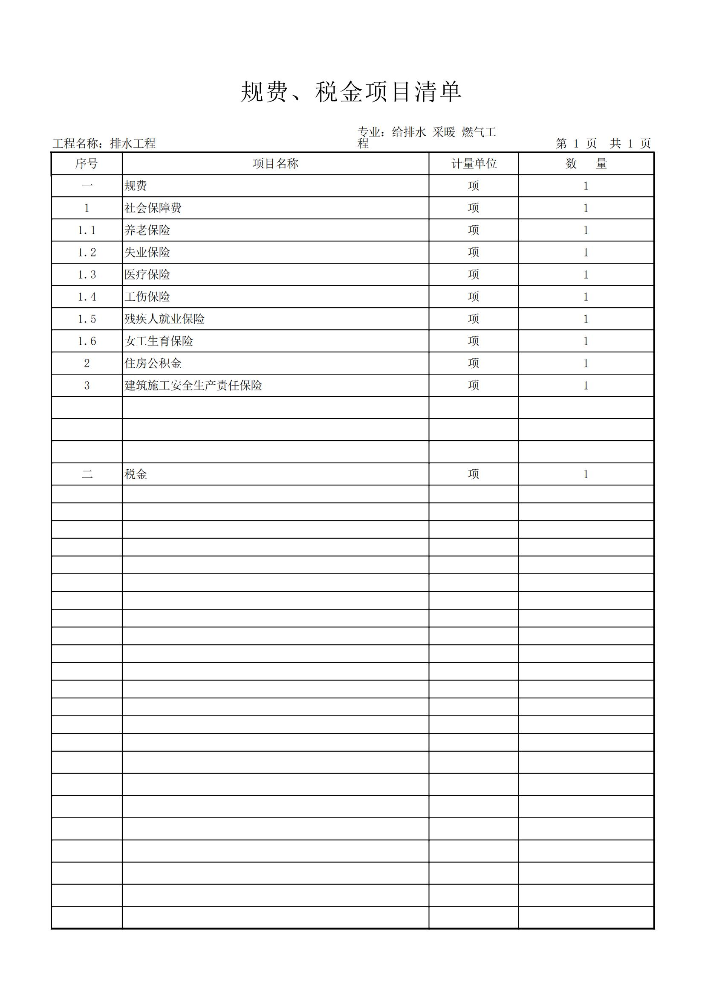 规费、税金项目清单
专业：给排水 采暖 燃气工
工程名称：排水工程 程 第 1 页 共 1 页
序号 项目名称 计量单位 数 量
一 规费 项 1
1 社会保障费 项 1
1.1 养老保险 项 1
1.2 失业保险 项 1
1.3 医疗保险 项 1
1.4 工伤保险 项 1
1.5 残疾人就业保险 项 1
1.6 女工生育保险 项 1
2 住房公积金 项 1
3 建筑施工安全生产责任保险 项 1
二 税金 项 1